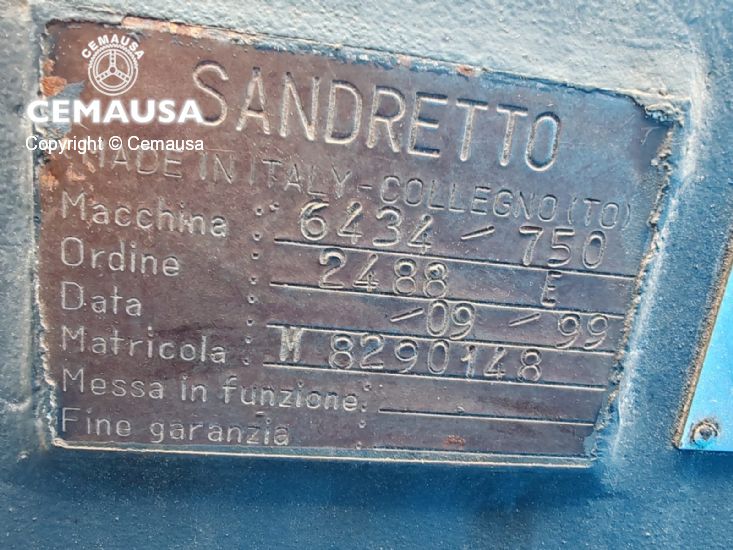 CEMAUSA
CEMAUSA
Copyright © Cemausa
SANDRETTO
MADE IN ITALY - COLLEGNO (TO)
Macchina : 6434 - 750
Ordine : 2488 E
Data : -09 - 99
Matricola : M 8290148
Messa in funzione :
Fine garanzia :